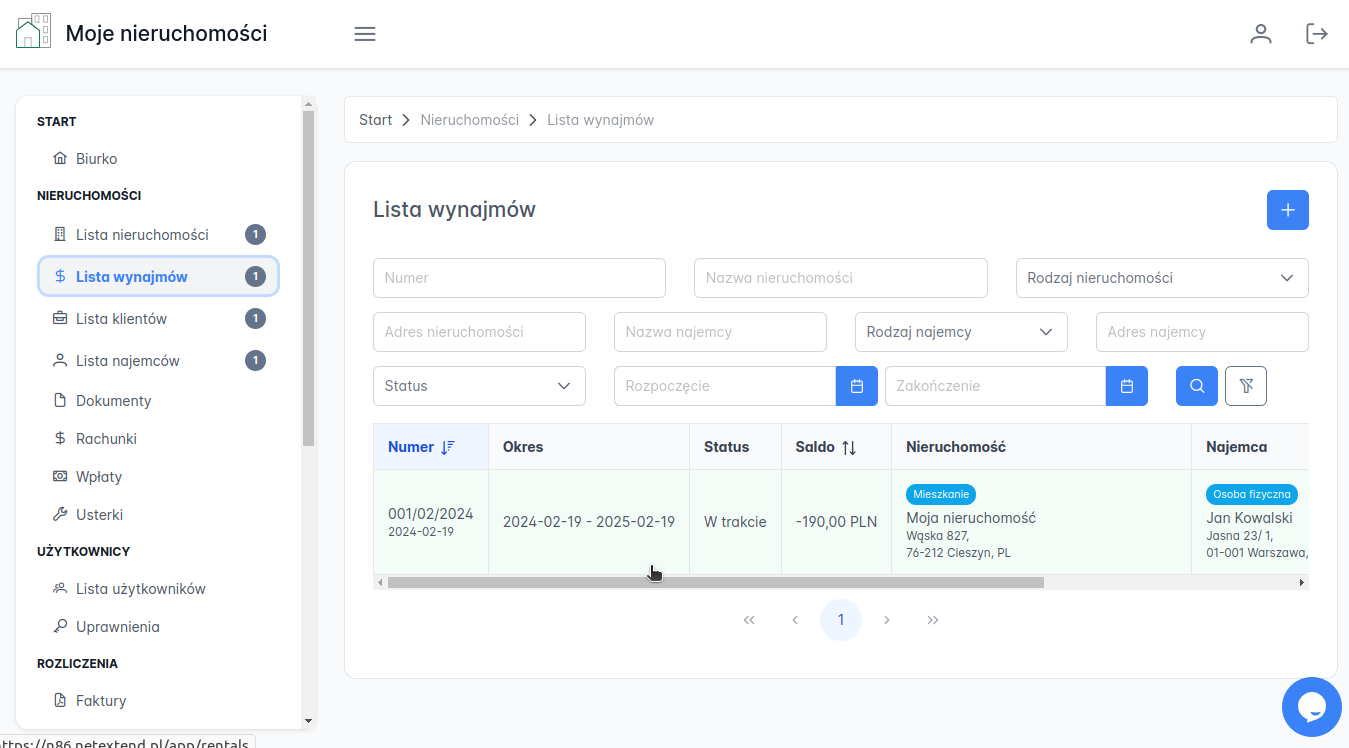 Moje nieruchomości
START
Biurko
NIERUCHOMOŚCI
Lista nieruchomości 1
Lista wynajmów 1
Lista klientów 1
Lista najemców 1
Dokumenty
Rachunki
Wpłaty
Usterki
UŻYTKOWNICY
Lista użytkowników
Uprawnienia
ROZLICZENIA
Faktury
Start > Nieruchomości > Lista wynajmów
Lista wynajmów
+
Numer Nazwa nieruchomości Rodzaj nieruchomości
Adres nieruchomości Nazwa najemcy Rodzaj najemcy Adres najemcy
Status Rozpoczęcie Zakończenie
Numer Okres Status Saldo Nieruchomość Najemca
001/02/2024
2024-02-19
2024-02-19 - 2025-02-19
W trakcie
-190,00 PLN
Mieszkanie
Moja nieruchomość
Wąska 827,
76-212 Cieszyn, PL
Osoba fizyczna
Jan Kowalski
Jasna 23/ 1,
01-001 Warszawa,
« ‹ 1 › »
ttps://n86.netextend.pl/app/rentals